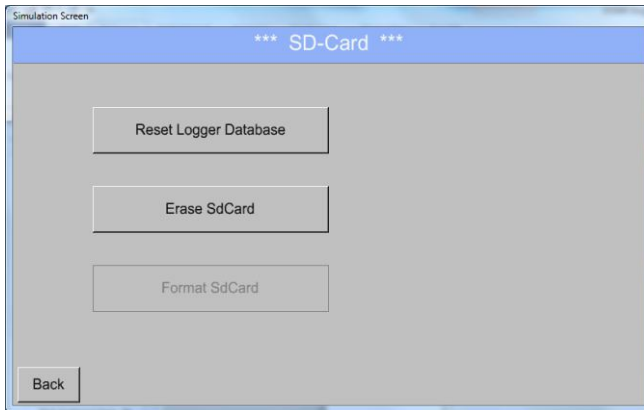 Simulation Screen
*** SD-Card ***
Reset Logger Database
Erase SdCard
Format SdCard
Back